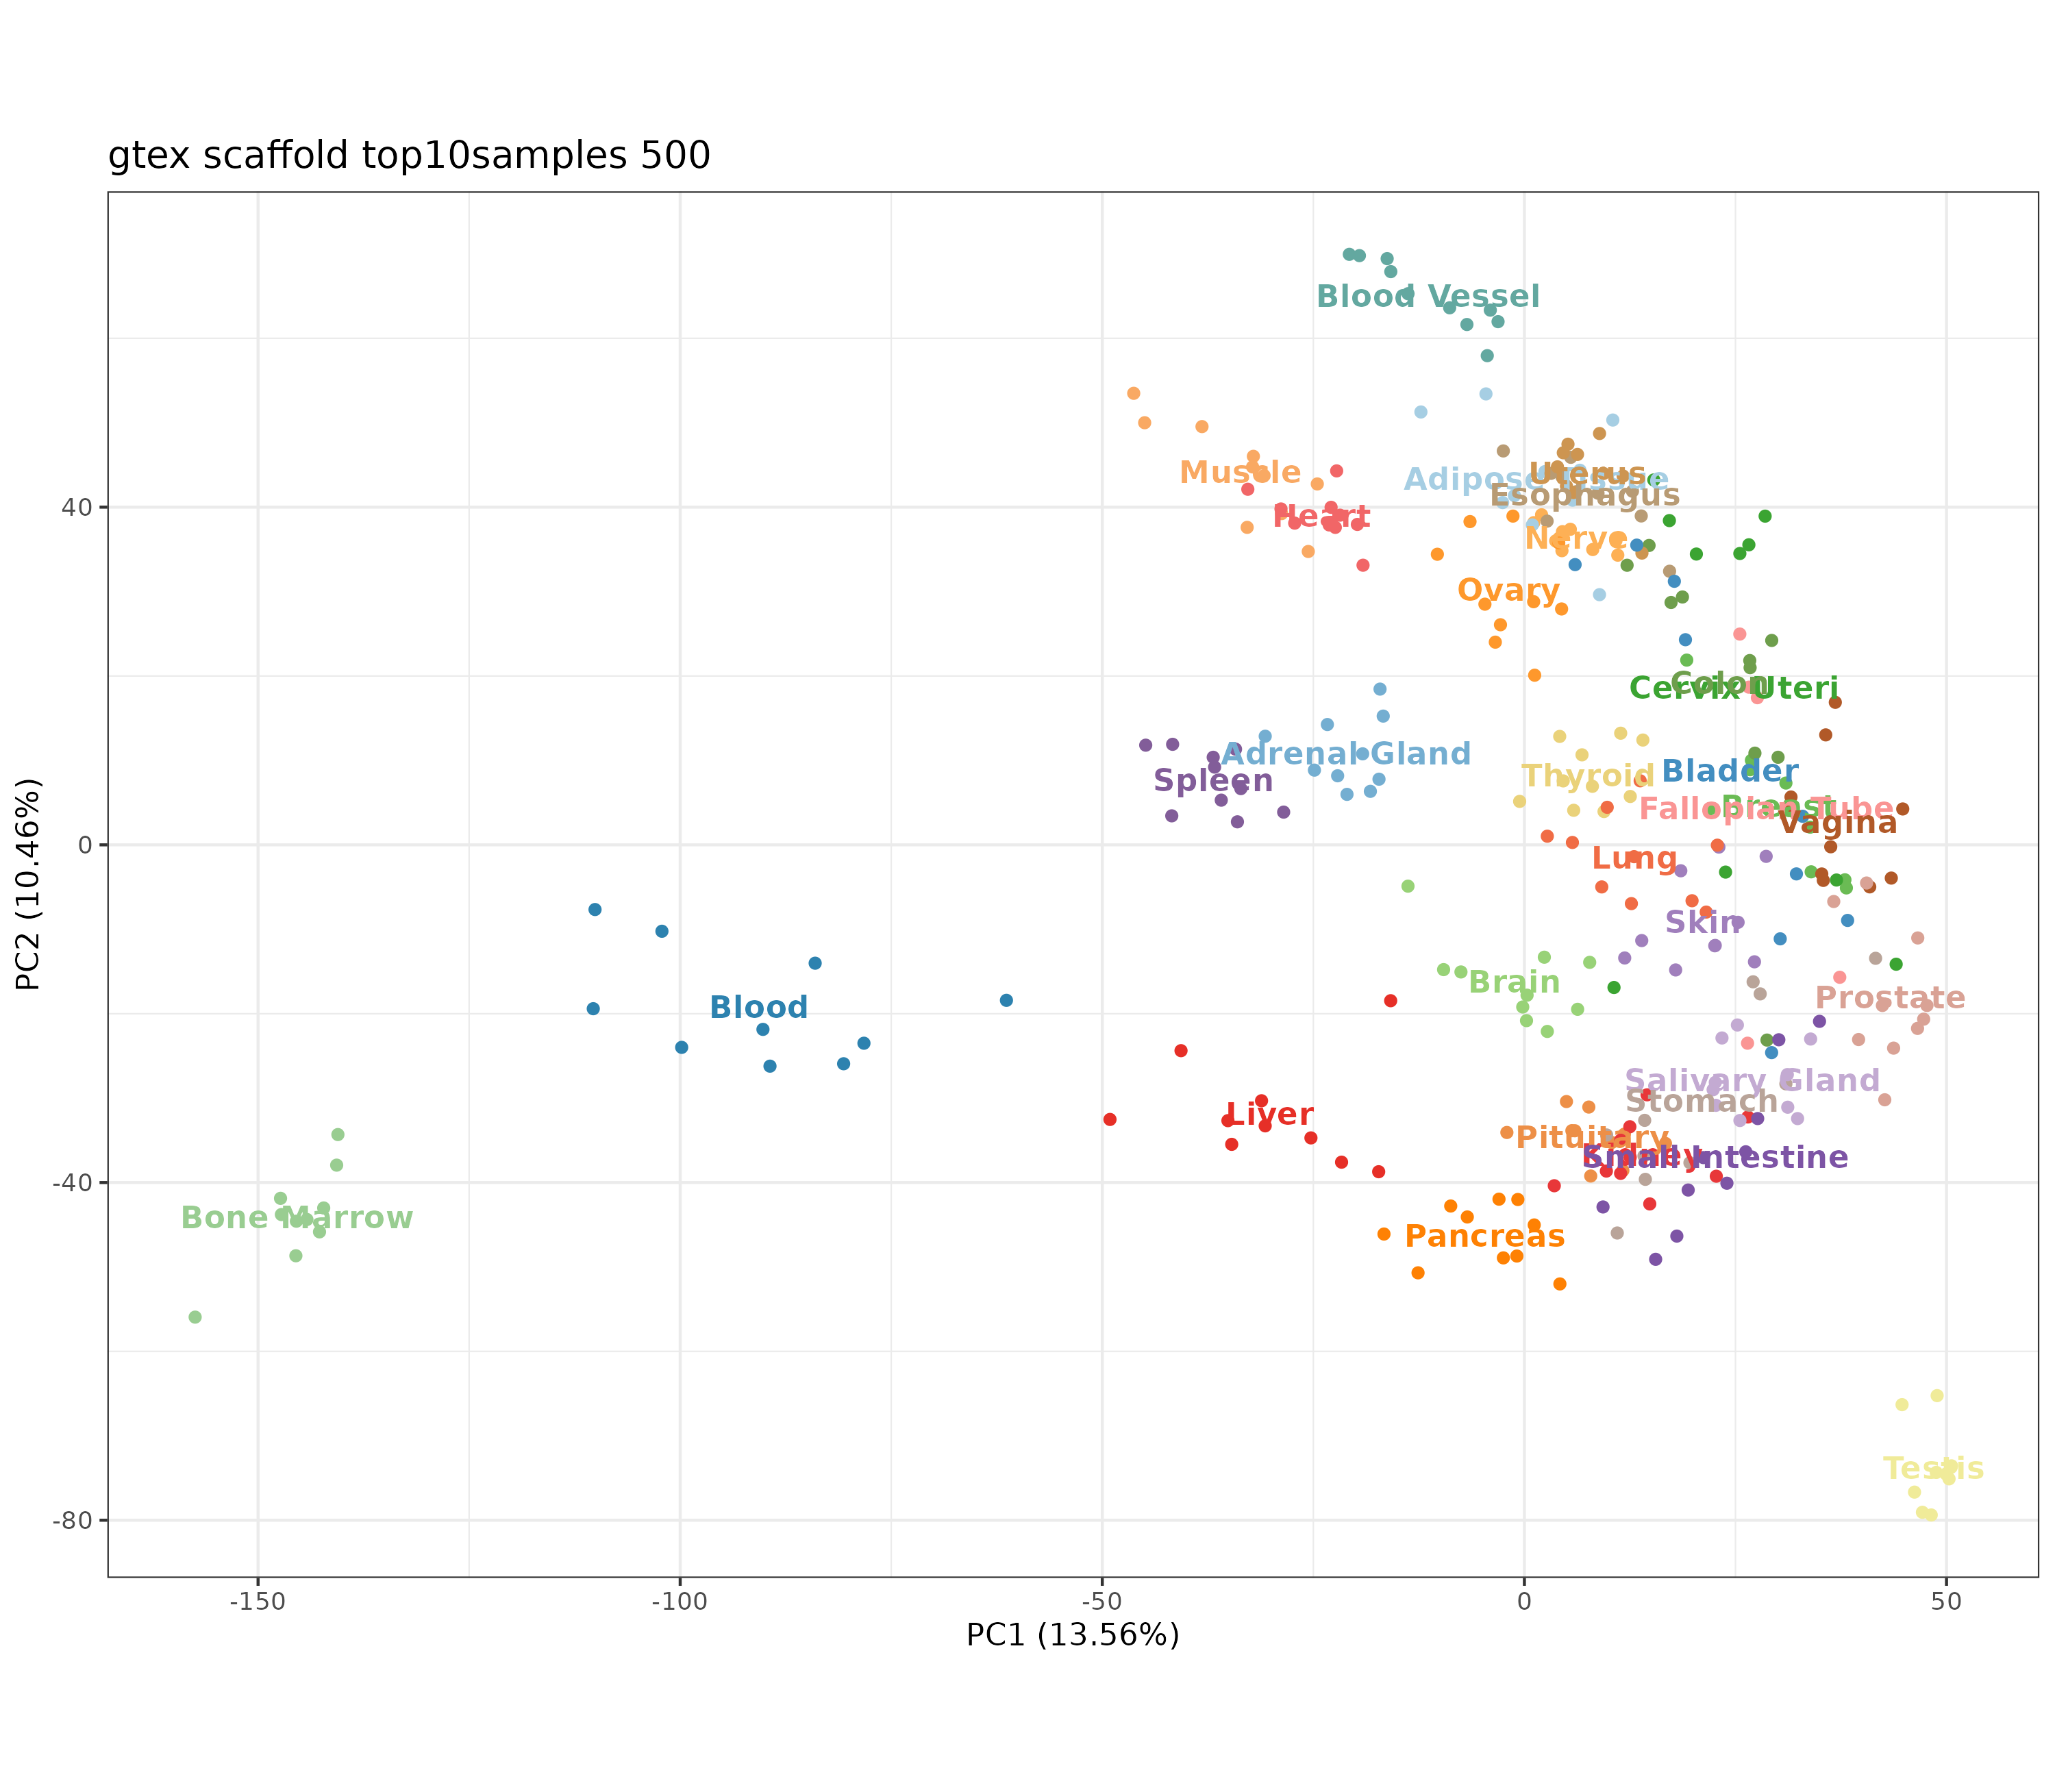 gtex scaffold top10samples 500
Blood Vessel
Muscle
Adipose Tissue
Uterus
Esophagus
Heart
Nerve
Ovary
Colon
Cervix Uteri
Adrenal Gland
Spleen
Thyroid
Bladder
Fallopian Tube
Breast
Vagina
Lung
Skin
Brain
Prostate
Blood
Salivary Gland
Stomach
Liver
Pituitary
Kidney
Small Intestine
Bone Marrow
Pancreas
Testis
40
0
-40
-80
PC2 (10.46%)
-150 -100 -50 0 50
PC1 (13.56%)